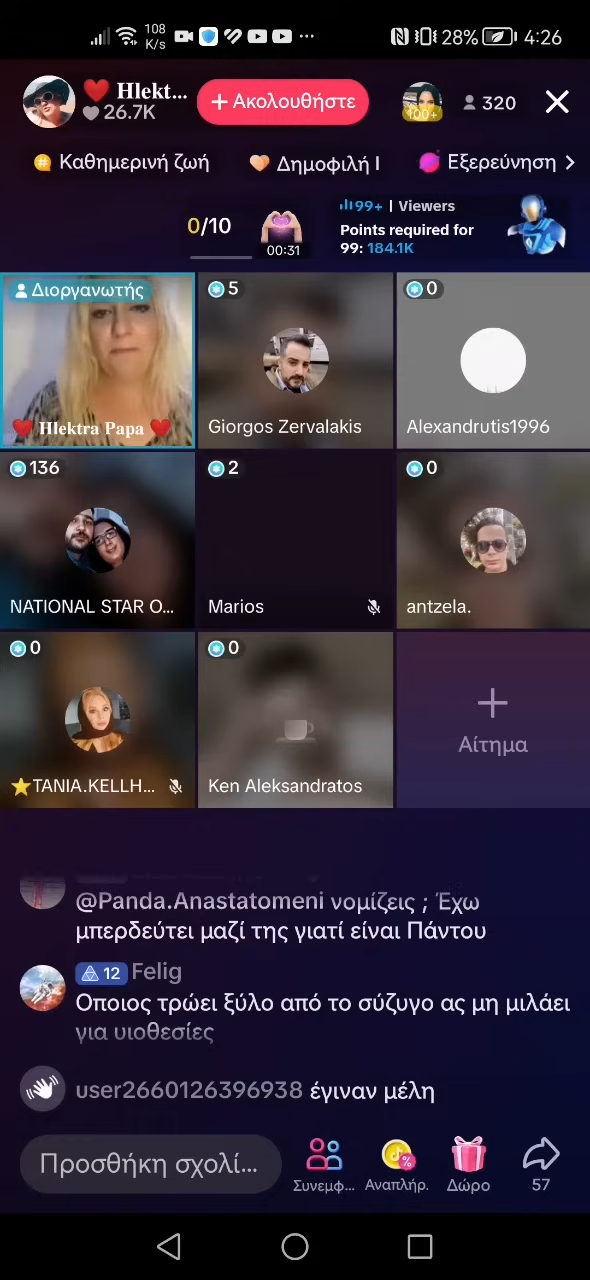 108
K/s
28%
4:26
❤️ Hlekt...
26.7K
+ Ακολουθήστε
100+
320
Καθημερινή ζωή
Δημοφιλή Ι
Εξερεύνηση
0/10
00:31
99+ | Viewers
Points required for
99: 184.1K
Διοργανωτής
❤️ Hlektra Papa ❤️
5
Giorgos Zervalakis
0
Alexandrutis1996
136
NATIONAL STAR O...
2
Marios
0
antzela.
0
⭐TANIA.KELLH...
0
Ken Aleksandratos
Αίτημα
@Panda.Anastatomeni νομίζεις ; Έχω
μπερδεύτει μαζί της γιατί είναι Πάντου
12 Felig
Οποιος τρώει ξύλο από το σύζυγο ας μη μιλάει
για υιοθεσίες
user2660126396938 έγιναν μέλη
Προσθήκη σχολί...
Συνεμφ...
Αναπλήρ.
Δώρο
57